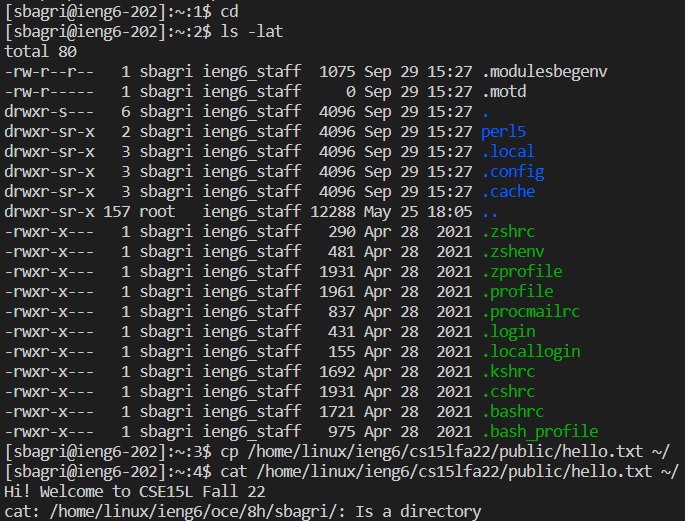 [sbagri@ieng6-202]:~:1$ cd
[sbagri@ieng6-202]:~:2$ ls -lat
total 80
-rw-r--r--   1 sbagri ieng6_staff  1075 Sep 29 15:27 .modulesbegenv
-rw-r-----   1 sbagri ieng6_staff     0 Sep 29 15:27 .motd
drwxr-s---   6 sbagri ieng6_staff  4096 Sep 29 15:27 .
drwxr-sr-x   2 sbagri ieng6_staff  4096 Sep 29 15:27 perl5
drwxr-sr-x   3 sbagri ieng6_staff  4096 Sep 29 15:27 .local
drwxr-sr-x   3 sbagri ieng6_staff  4096 Sep 29 15:27 .config
drwxr-sr-x   3 sbagri ieng6_staff  4096 Sep 29 15:27 .cache
drwxr-sr-x 157 root   ieng6_staff 12288 May 25 18:05 ..
-rwxr-x---   1 sbagri ieng6_staff   290 Apr 28  2021 .zshrc
-rwxr-x---   1 sbagri ieng6_staff   481 Apr 28  2021 .zshenv
-rwxr-x---   1 sbagri ieng6_staff  1931 Apr 28  2021 .zprofile
-rwxr-x---   1 sbagri ieng6_staff  1961 Apr 28  2021 .profile
-rwxr-x---   1 sbagri ieng6_staff   837 Apr 28  2021 .procmailrc
-rwxr-x---   1 sbagri ieng6_staff   431 Apr 28  2021 .login
-rwxr-x---   1 sbagri ieng6_staff   155 Apr 28  2021 .locallogin
-rwxr-x---   1 sbagri ieng6_staff  1692 Apr 28  2021 .kshrc
-rwxr-x---   1 sbagri ieng6_staff  1931 Apr 28  2021 .cshrc
-rwxr-x---   1 sbagri ieng6_staff  1721 Apr 28  2021 .bashrc
-rwxr-x---   1 sbagri ieng6_staff   975 Apr 28  2021 .bash_profile
[sbagri@ieng6-202]:~:3$ cp /home/linux/ieng6/cs15lfa22/public/hello.txt ~/
[sbagri@ieng6-202]:~:4$ cat /home/linux/ieng6/cs15lfa22/public/hello.txt ~/
Hi! Welcome to CSE15L Fall 22
cat: /home/linux/ieng6/oce/8h/sbagri/: Is a directory